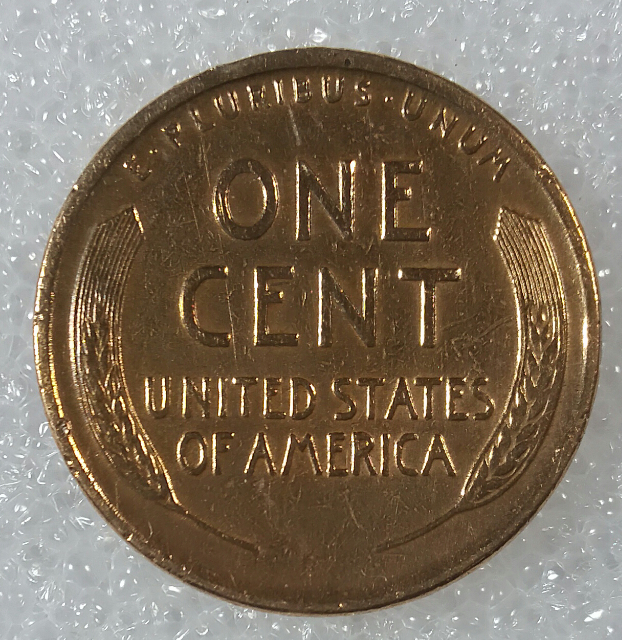 E · PLURIBUS · UNUM
ONE
CENT
UNITED STATES
OF AMERICA